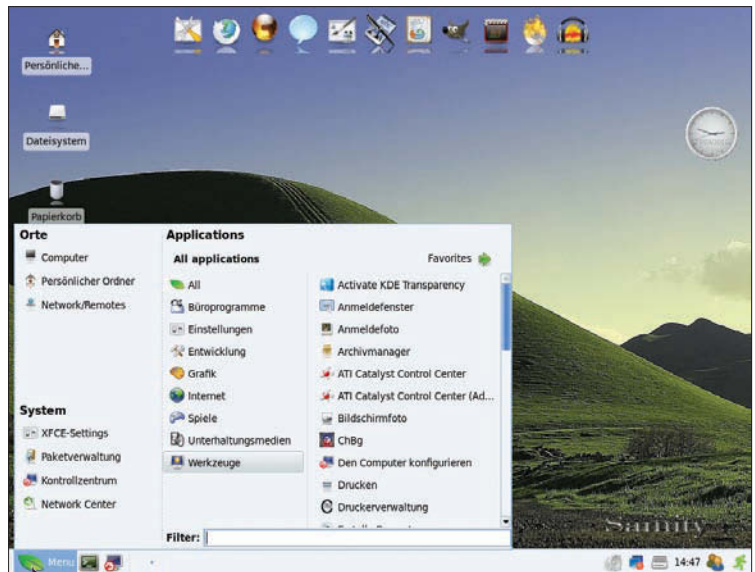 Persönliche...
Dateisystem
Papierkorb
Orte
Computer
Persönlicher Ordner
Network/Remotes
System
XFCE-Settings
Paketverwaltung
Kontrollzentrum
Network Center
Applications
All applications
Favorites
All
Büroprogramme
Einstellungen
Entwicklung
Grafik
Internet
Spiele
Unterhaltungsmedien
Werkzeuge
Activate KDE Transparency
Anmeldefenster
Anmeldefoto
Archivmanager
ATI Catalyst Control Center
ATI Catalyst Control Center (Ad...
Bildschirmfoto
ChBg
Den Computer konfigurieren
Drucken
Druckerverwaltung
Filter:
Menu
14:47